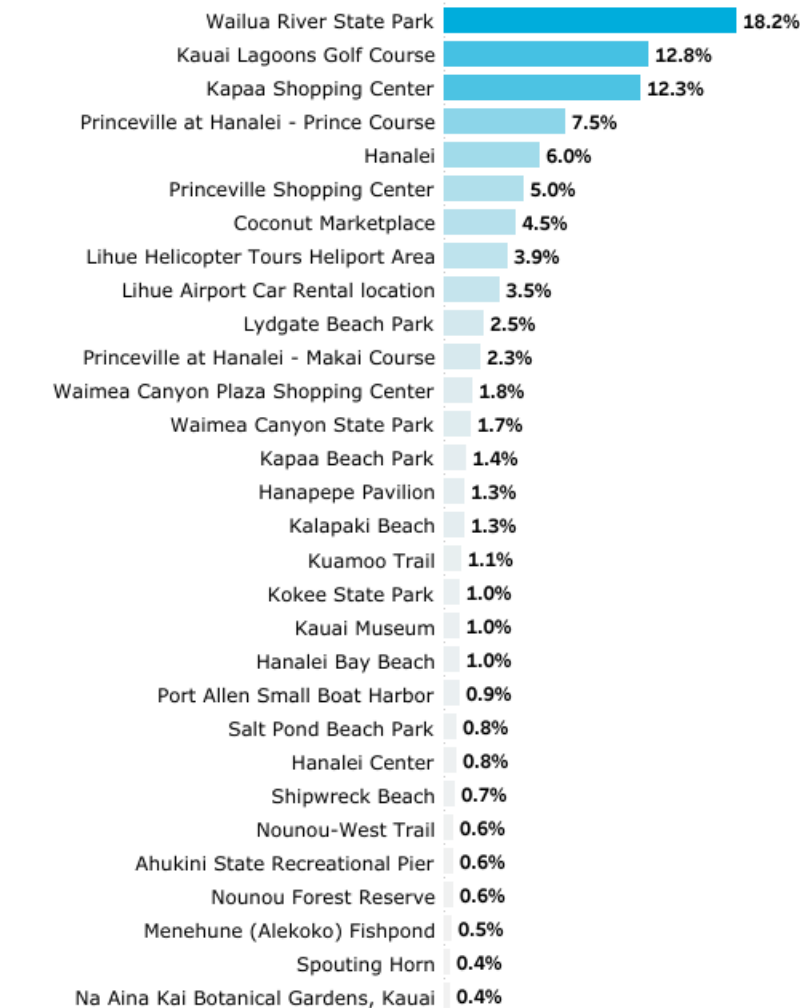 Wailua River State Park 18.2%
Kauai Lagoons Golf Course 12.8%
Kapaa Shopping Center 12.3%
Princeville at Hanalei - Prince Course 7.5%
Hanalei 6.0%
Princeville Shopping Center 5.0%
Coconut Marketplace 4.5%
Lihue Helicopter Tours Heliport Area 3.9%
Lihue Airport Car Rental location 3.5%
Lydgate Beach Park 2.5%
Princeville at Hanalei - Makai Course 2.3%
Waimea Canyon Plaza Shopping Center 1.8%
Waimea Canyon State Park 1.7%
Kapaa Beach Park 1.4%
Hanapepe Pavilion 1.3%
Kalapaki Beach 1.3%
Kuamoo Trail 1.1%
Kokee State Park 1.0%
Kauai Museum 1.0%
Hanalei Bay Beach 1.0%
Port Allen Small Boat Harbor 0.9%
Salt Pond Beach Park 0.8%
Hanalei Center 0.8%
Shipwreck Beach 0.7%
Nounou-West Trail 0.6%
Ahukini State Recreational Pier 0.6%
Nounou Forest Reserve 0.6%
Menehune (Alekoko) Fishpond 0.5%
Spouting Horn 0.4%
Na Aina Kai Botanical Gardens, Kauai 0.4%